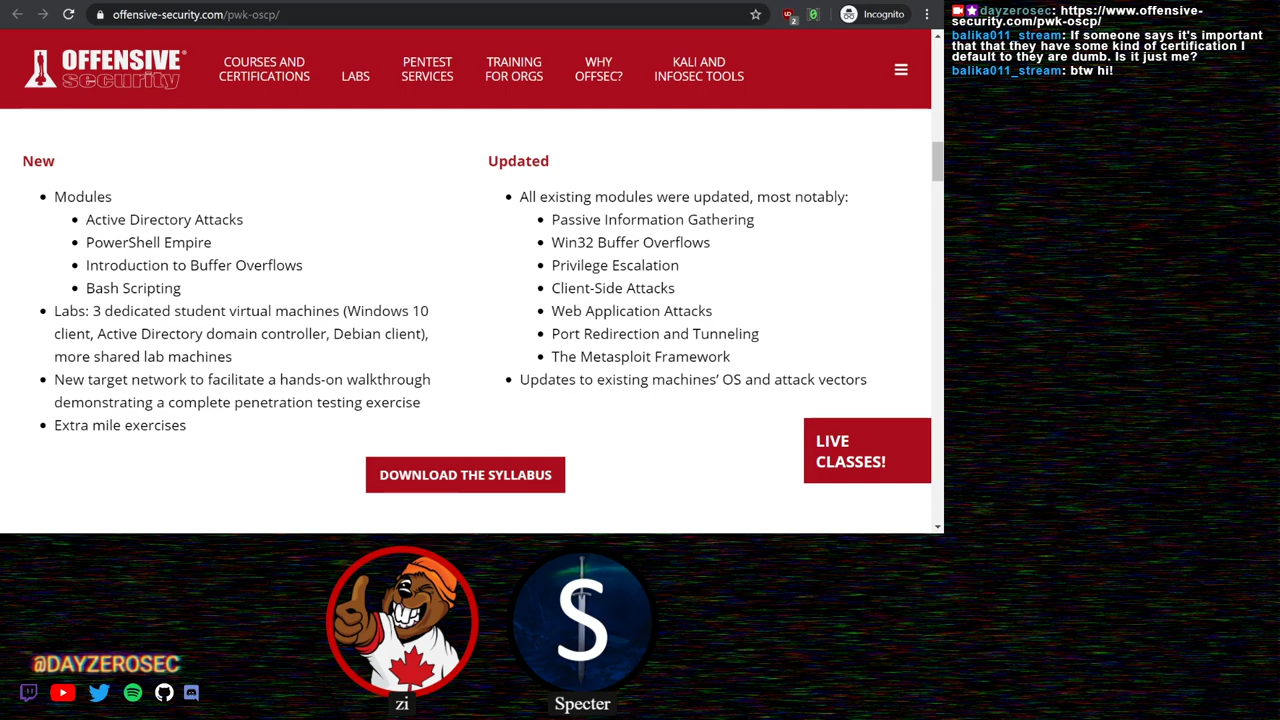 offensive-security.com/pwk-oscp/
2
Incognito
OFFENSIVE®
security
COURSES AND
CERTIFICATIONS
LABS
PENTEST
SERVICES
TRAINING
FOR ORGS
WHY
OFFSEC?
KALI AND
INFOSEC TOOLS
New
Modules
Active Directory Attacks
PowerShell Empire
Introduction to Buffer Overflows
Bash Scripting
Labs: 3 dedicated student virtual machines (Windows 10
client, Active Directory domain controller, Debian client),
more shared lab machines
New target network to facilitate a hands-on walkthrough
demonstrating a complete penetration testing exercise
Extra mile exercises
Updated
All existing modules were updated, most notably:
Passive Information Gathering
Win32 Buffer Overflows
Privilege Escalation
Client-Side Attacks
Web Application Attacks
Port Redirection and Tunneling
The Metasploit Framework
Updates to existing machines’ OS and attack vectors
DOWNLOAD THE SYLLABUS
LIVE
CLASSES!
dayzerosec: https://www.offensive-
security.com/pwk-oscp/
balika011_stream: If someone says it's important
that that they have some kind of certification I
default to they are dumb. Is it just me?
balika011_stream: btw hi!
@DAYZEROSEC
zi
S
Specter